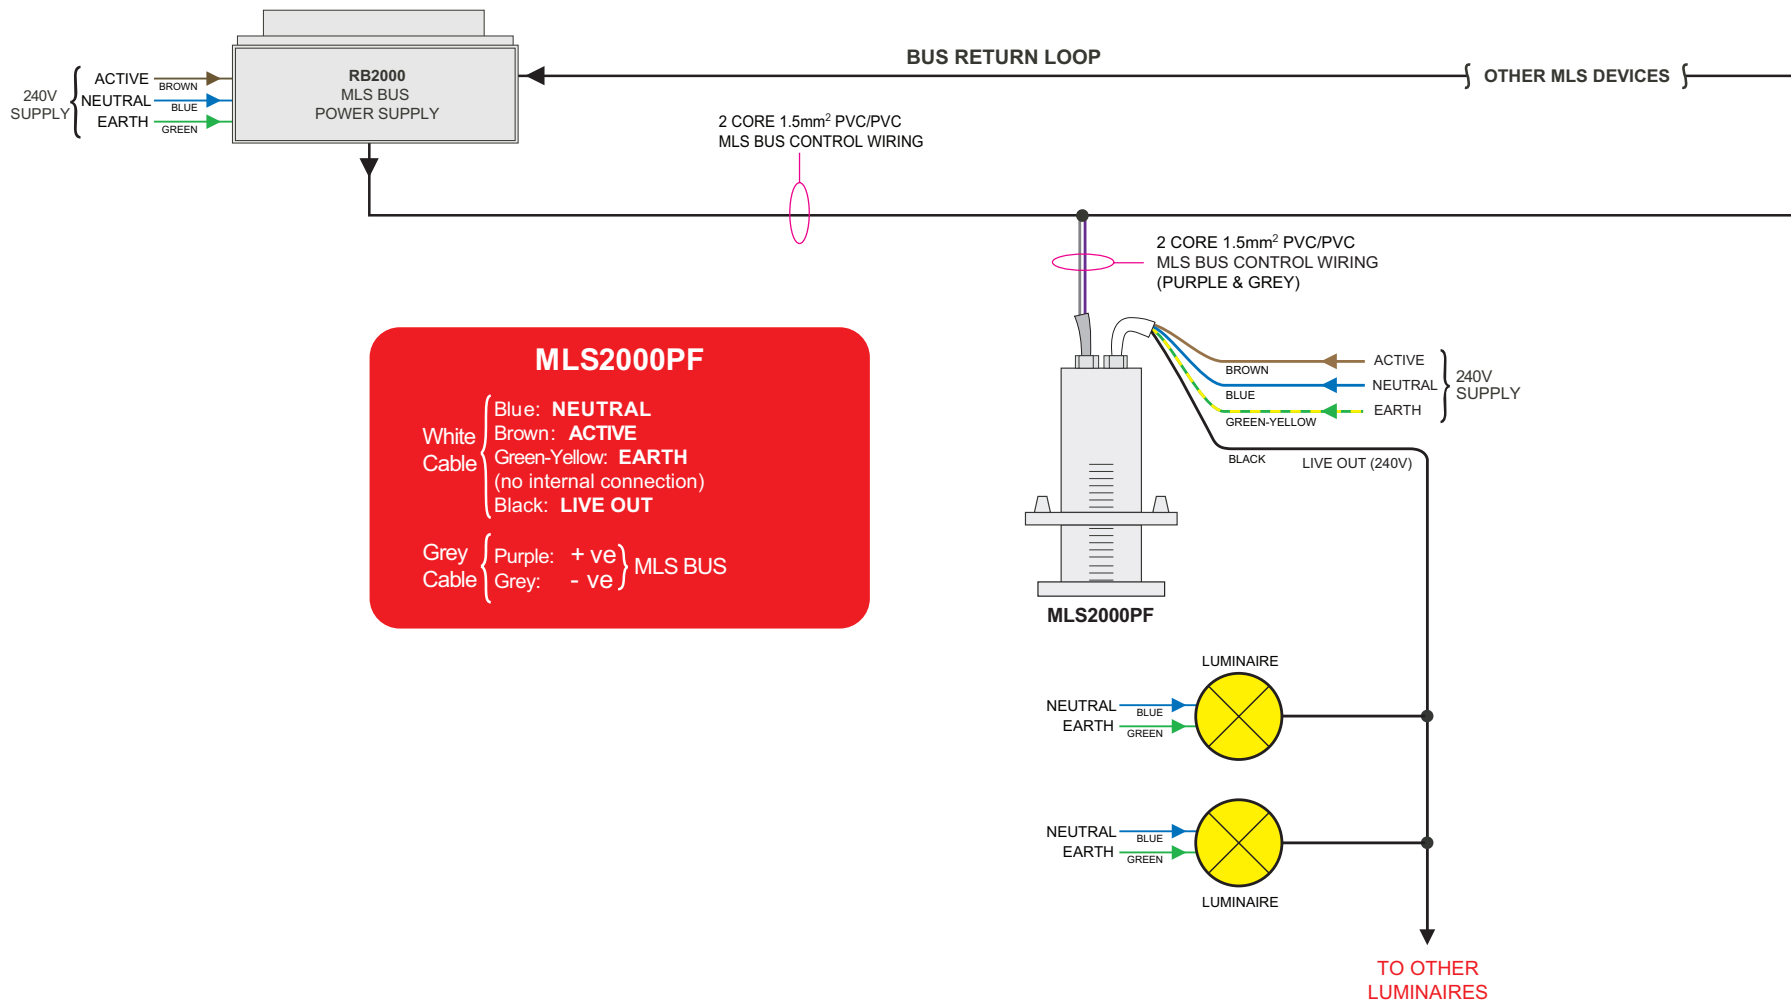 RB2000
MLS BUS
POWER SUPPLY
240V
SUPPLY
ACTIVE
BROWN
NEUTRAL
BLUE
EARTH
GREEN
BUS RETURN LOOP
OTHER MLS DEVICES
2 CORE 1.5mm² PVC/PVC
MLS BUS CONTROL WIRING
2 CORE 1.5mm² PVC/PVC
MLS BUS CONTROL WIRING
(PURPLE & GREY)
MLS2000PF
White
Cable
Blue: NEUTRAL
Brown: ACTIVE
Green-Yellow: EARTH
(no internal connection)
Black: LIVE OUT
Grey
Cable
Purple: + ve
Grey: - ve
MLS BUS
BROWN
ACTIVE
BLUE
NEUTRAL
GREEN-YELLOW
EARTH
240V
SUPPLY
BLACK
LIVE OUT (240V)
MLS2000PF
LUMINAIRE
NEUTRAL
BLUE
EARTH
GREEN
NEUTRAL
BLUE
EARTH
GREEN
LUMINAIRE
TO OTHER
LUMINAIRES